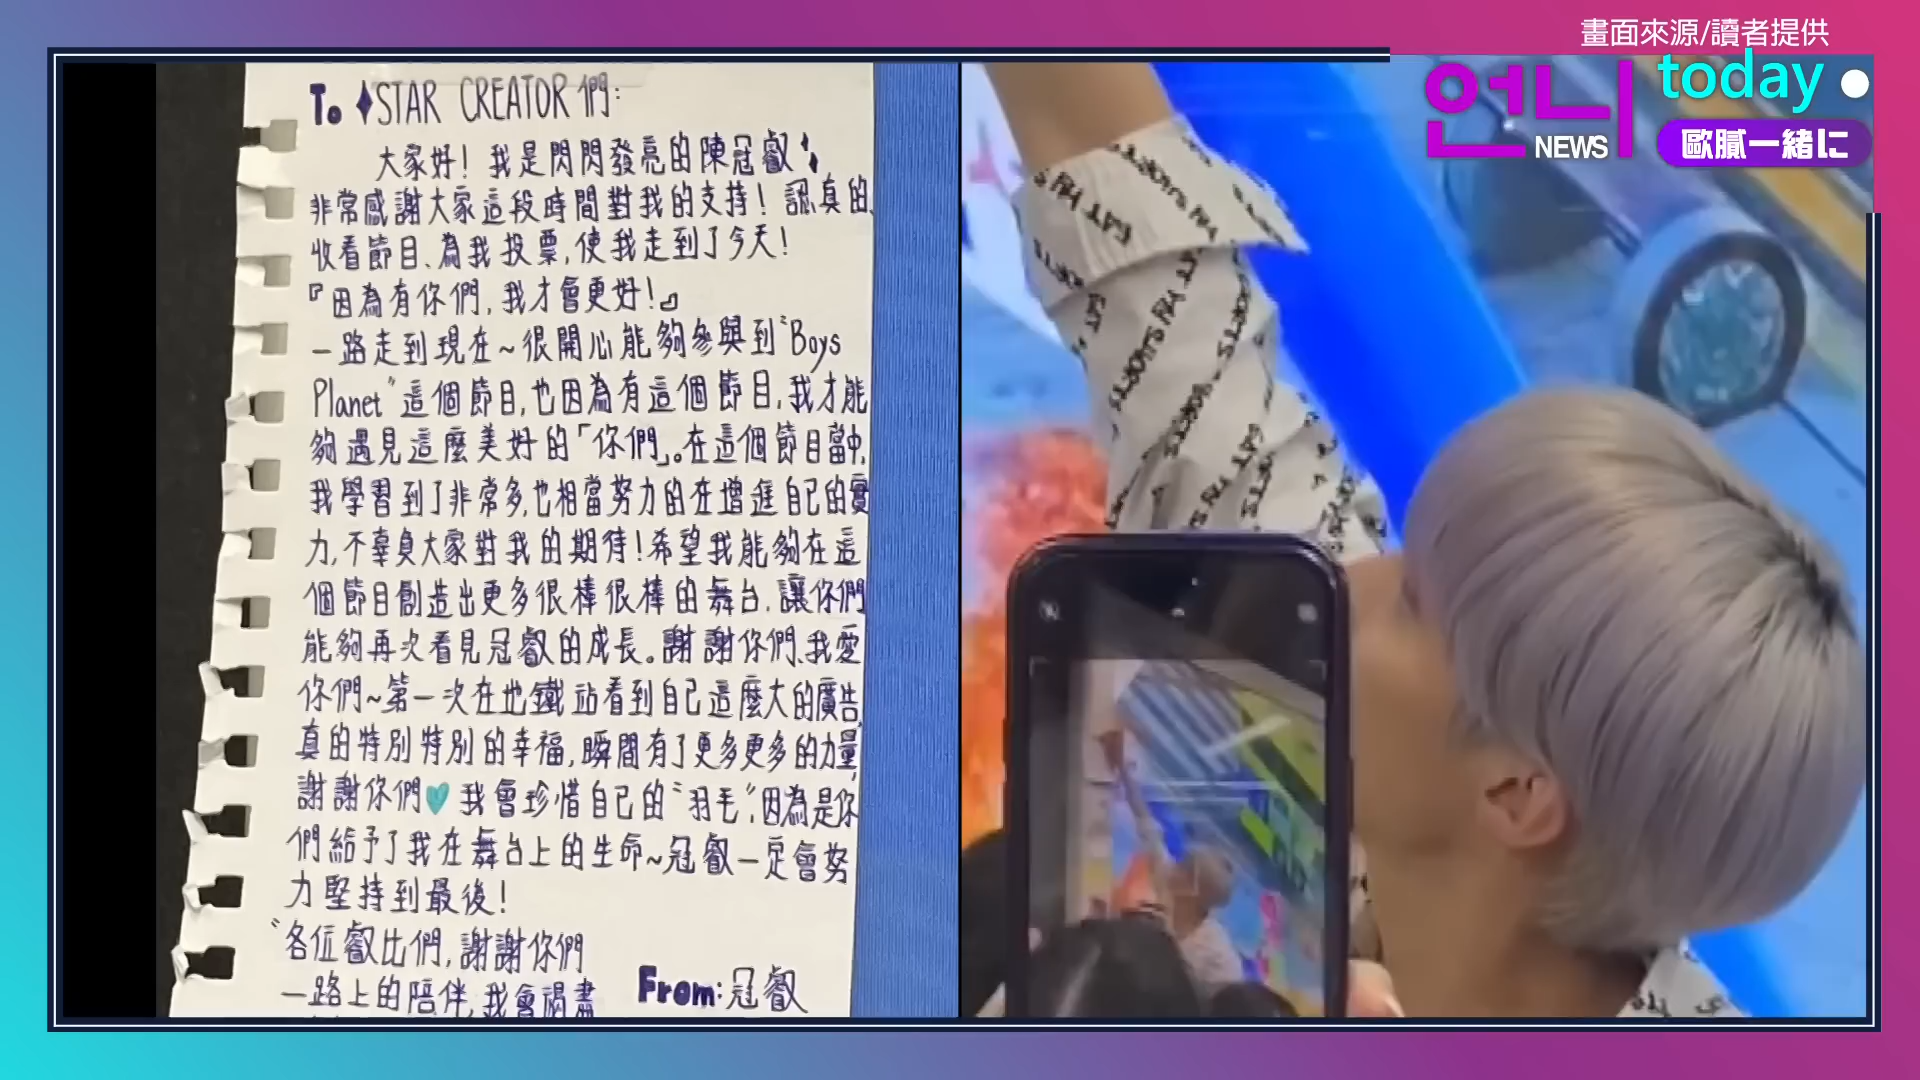 畫面來源/讀者提供
언니 today
NEWS
歐膩一緒に
To STAR CREATOR們:
大家好！我是閃閃發亮的陳冠叡
非常感謝大家這段時間對我的支持！認真的
收看節目、為我投票,使我走到了今天！
『因為有你們,我才會更好！』
一路走到現在~很開心能夠參與到"Boys
Planet"這個節目,也因為有這個節目,我才能
夠遇見這麼美好的「你們」。在這個節目當中,
我學習到了非常多,也相當努力的在增進自己的實
力,不辜負大家對我的期待！希望我能夠在這
個節目創造出更多很棒很棒的舞台,讓你們
能夠再次看見冠叡的成長。謝謝你們、我愛
你們~第一次在地鐵站看到自己這麼大的廣告,
真的特別特別的幸福,瞬間有了更多更多的力量,
謝謝你們 我會珍惜自己的"羽毛",因為是你
們給予了我在舞台上的生命~冠叡一定會努
力堅持到最後！
"各位叡比們,謝謝你們
一路上的陪伴,我會竭盡
From:冠叡